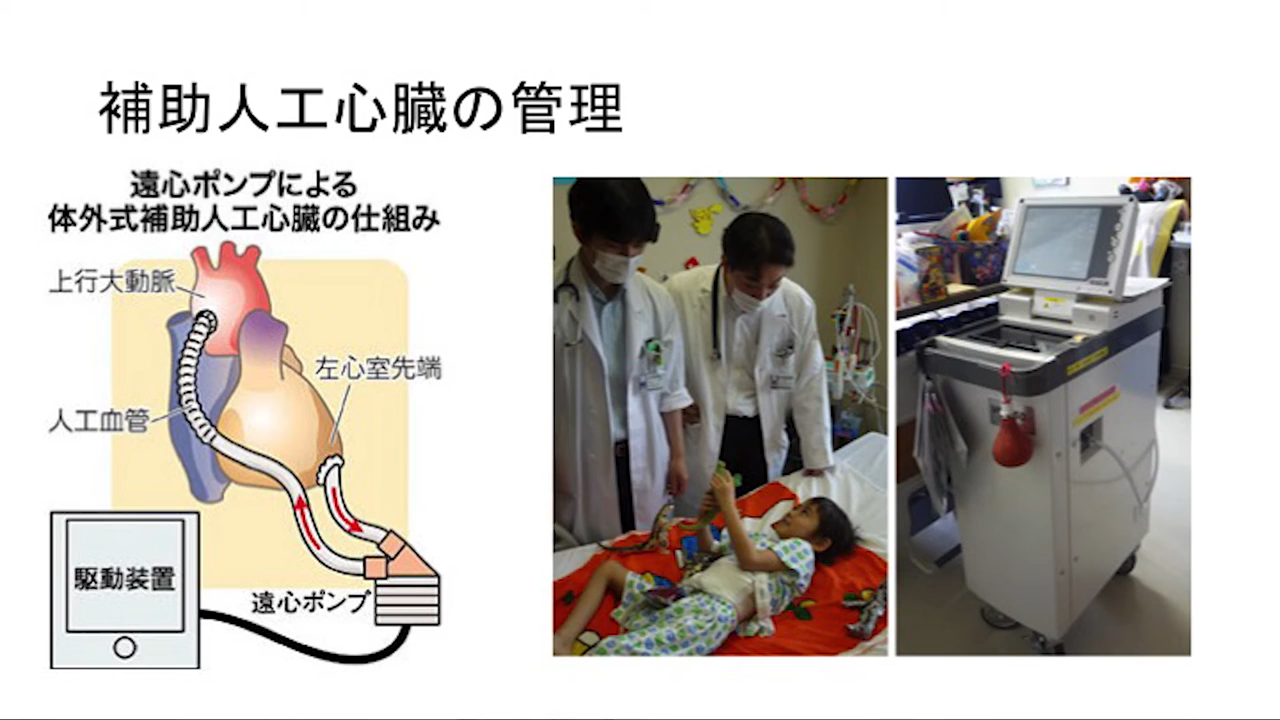 補助人工心臓の管理
遠心ポンプによる
体外式補助人工心臓の仕組み
上行大動脈
左心室先端
人工血管
駆動装置
遠心ポンプ